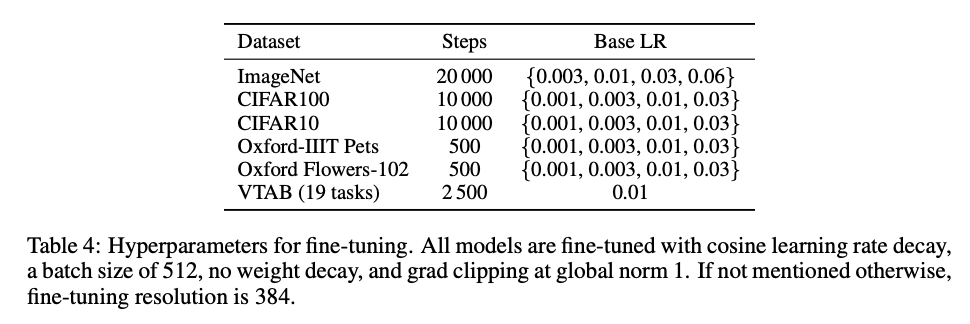 Dataset Steps Base LR
ImageNet 20 000 {0.003, 0.01, 0.03, 0.06}
CIFAR100 10 000 {0.001, 0.003, 0.01, 0.03}
CIFAR10 10 000 {0.001, 0.003, 0.01, 0.03}
Oxford-IIIT Pets 500 {0.001, 0.003, 0.01, 0.03}
Oxford Flowers-102 500 {0.001, 0.003, 0.01, 0.03}
VTAB (19 tasks) 2 500 0.01
Table 4: Hyperparameters for fine-tuning. All models are fine-tuned with cosine learning rate decay,
a batch size of 512, no weight decay, and grad clipping at global norm 1. If not mentioned otherwise,
fine-tuning resolution is 384.